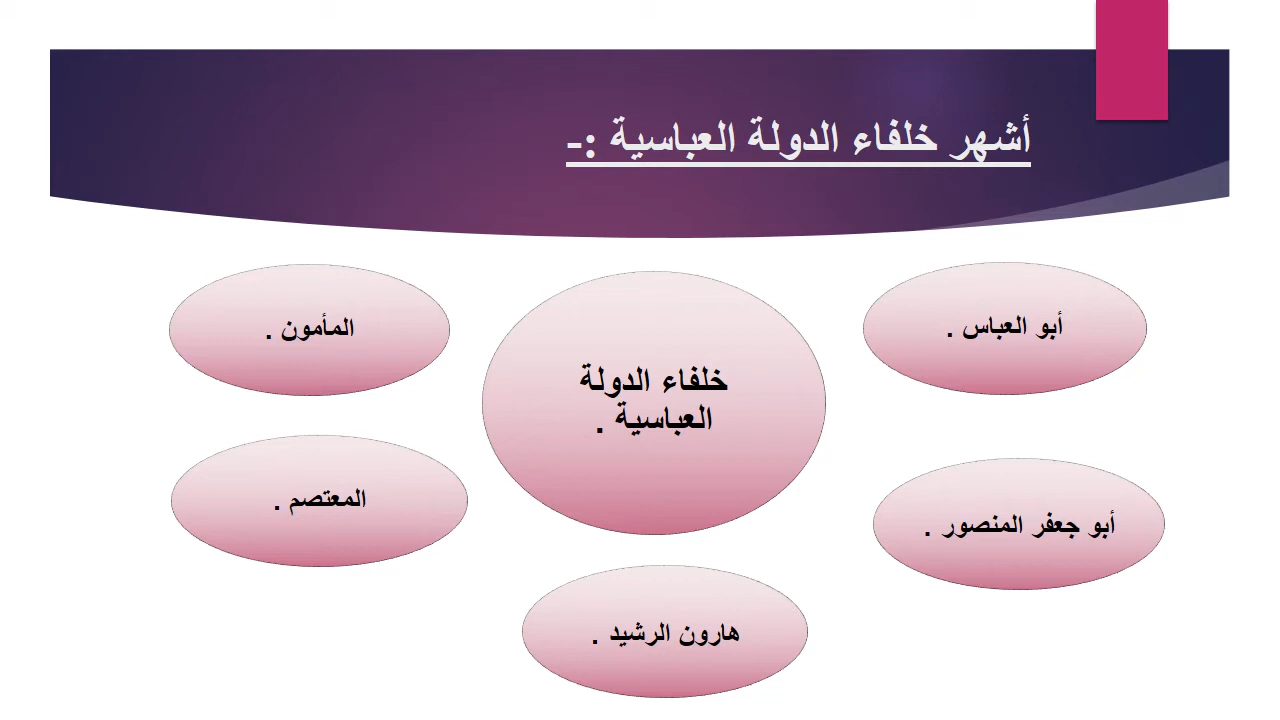 أشهر خلفاء الدولة العباسية :-
أبو العباس .
المأمون .
خلفاء الدولة
العباسية .
المعتصم .
أبو جعفر المنصور .
هارون الرشيد .